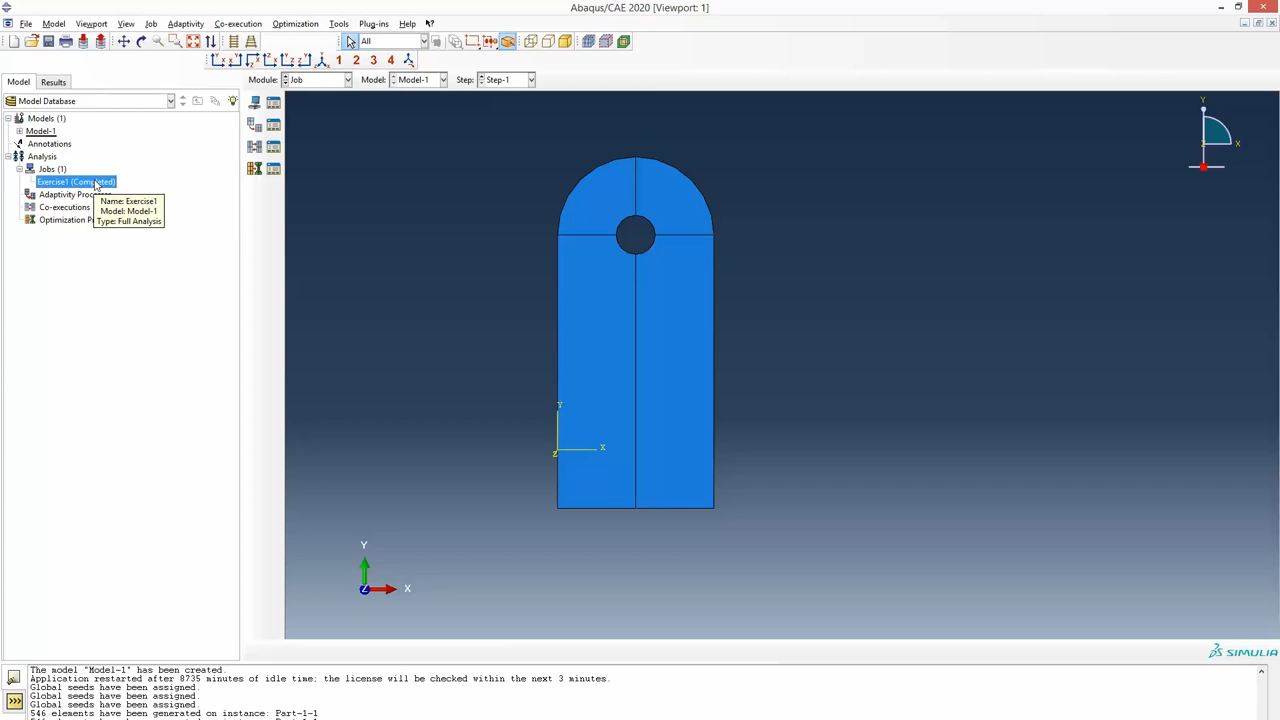 Abaqus/CAE 2020 [Viewport: 1]
File Model Viewport View Job Adaptivity Co-execution Optimization Tools Plug-ins Help
All
1 2 3 4
Model Results Module: Job Model: Model-1 Step: Step-1
Model Database
Models (1)
Model-1
Annotations
Analysis
Jobs (1)
Exercise1 (Completed)
Adaptivity
Co-executions
Optimization
Name: Exercise1
Model: Model-1
Type: Full Analysis
Y
X
Z
Y
X
Z
Y
X
Z
SIMULIA
The model "Model-1" has been created.
Application restarted after 8735 minutes of idle time; the license will be checked within the next 3 minutes.
Global seeds have been assigned.
Global seeds have been assigned.
Global seeds have been assigned.
546 elements have been generated on instance: Part-1-1